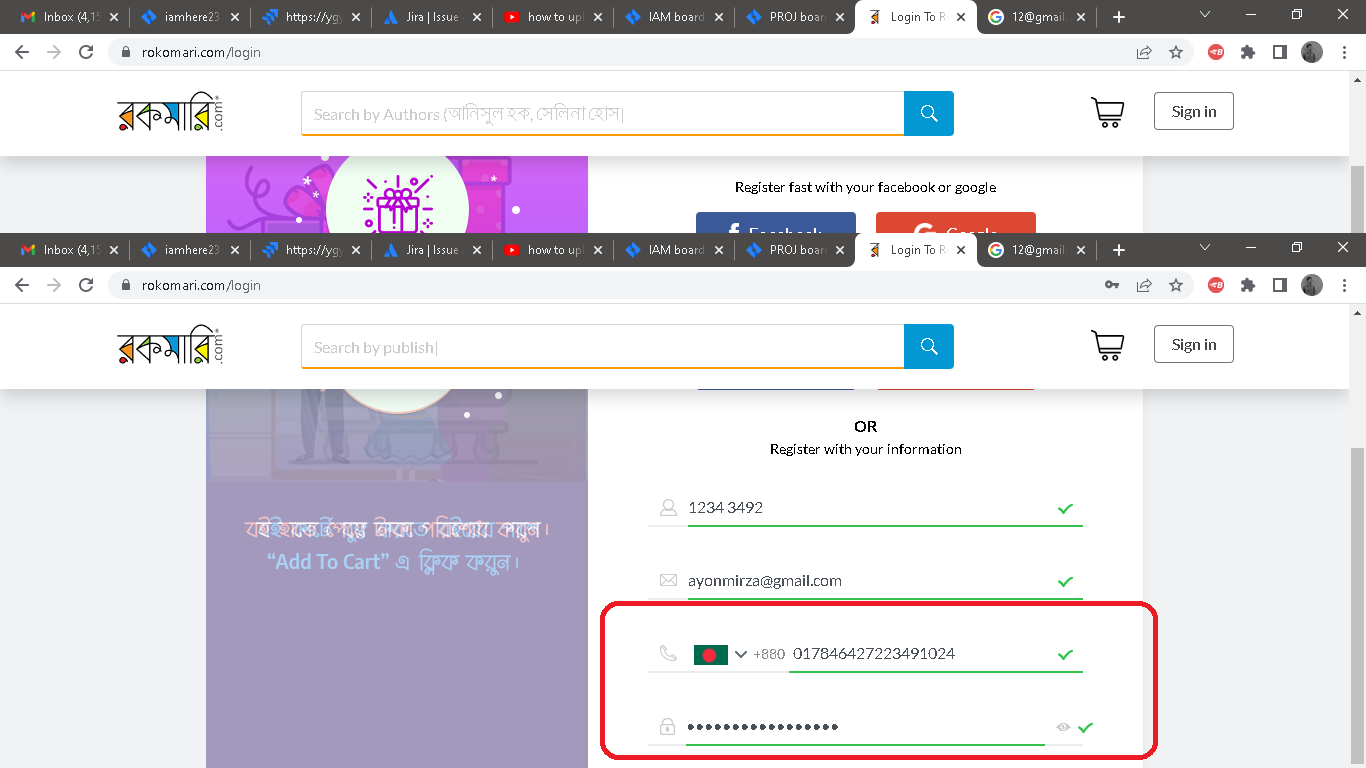 Inbox (4,15 iamhere23 https://ygy Jira | Issue how to upl IAM board PROJ boar Login To R 12@gmail.
rokomari.com/login
রকমারি.com
Search by Authors (আনিসুল হক, সেলিনা হোস|
Sign in
Register fast with your facebook or google
Facebook
Google
Inbox (4,15 iamhere23 https://ygy Jira | Issue how to upl IAM board PROJ boar Login To R 12@gmail.
rokomari.com/login
রকমারি.com
Search by publish|
Sign in
OR
Register with your information
1234 3492
ayonmirza@gmail.com
+880 017846427223491024
•••••••••••••••••
“Add To Cart” এ ক্লিক করুন।